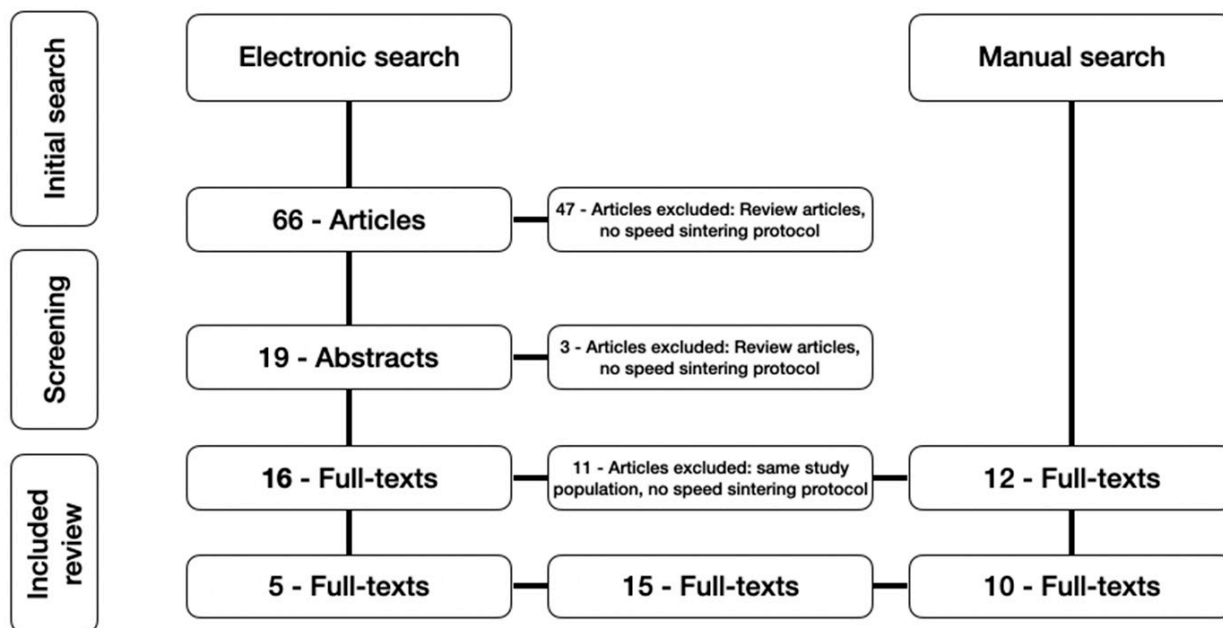 Initial search
Electronic search
Manual search
66 - Articles
47 - Articles excluded: Review articles,
no speed sintering protocol
Screening
19 - Abstracts
3 - Articles excluded: Review articles,
no speed sintering protocol
Included
review
16 - Full-texts
11 - Articles excluded: same study
population, no speed sintering protocol
12 - Full-texts
5 - Full-texts
15 - Full-texts
10 - Full-texts